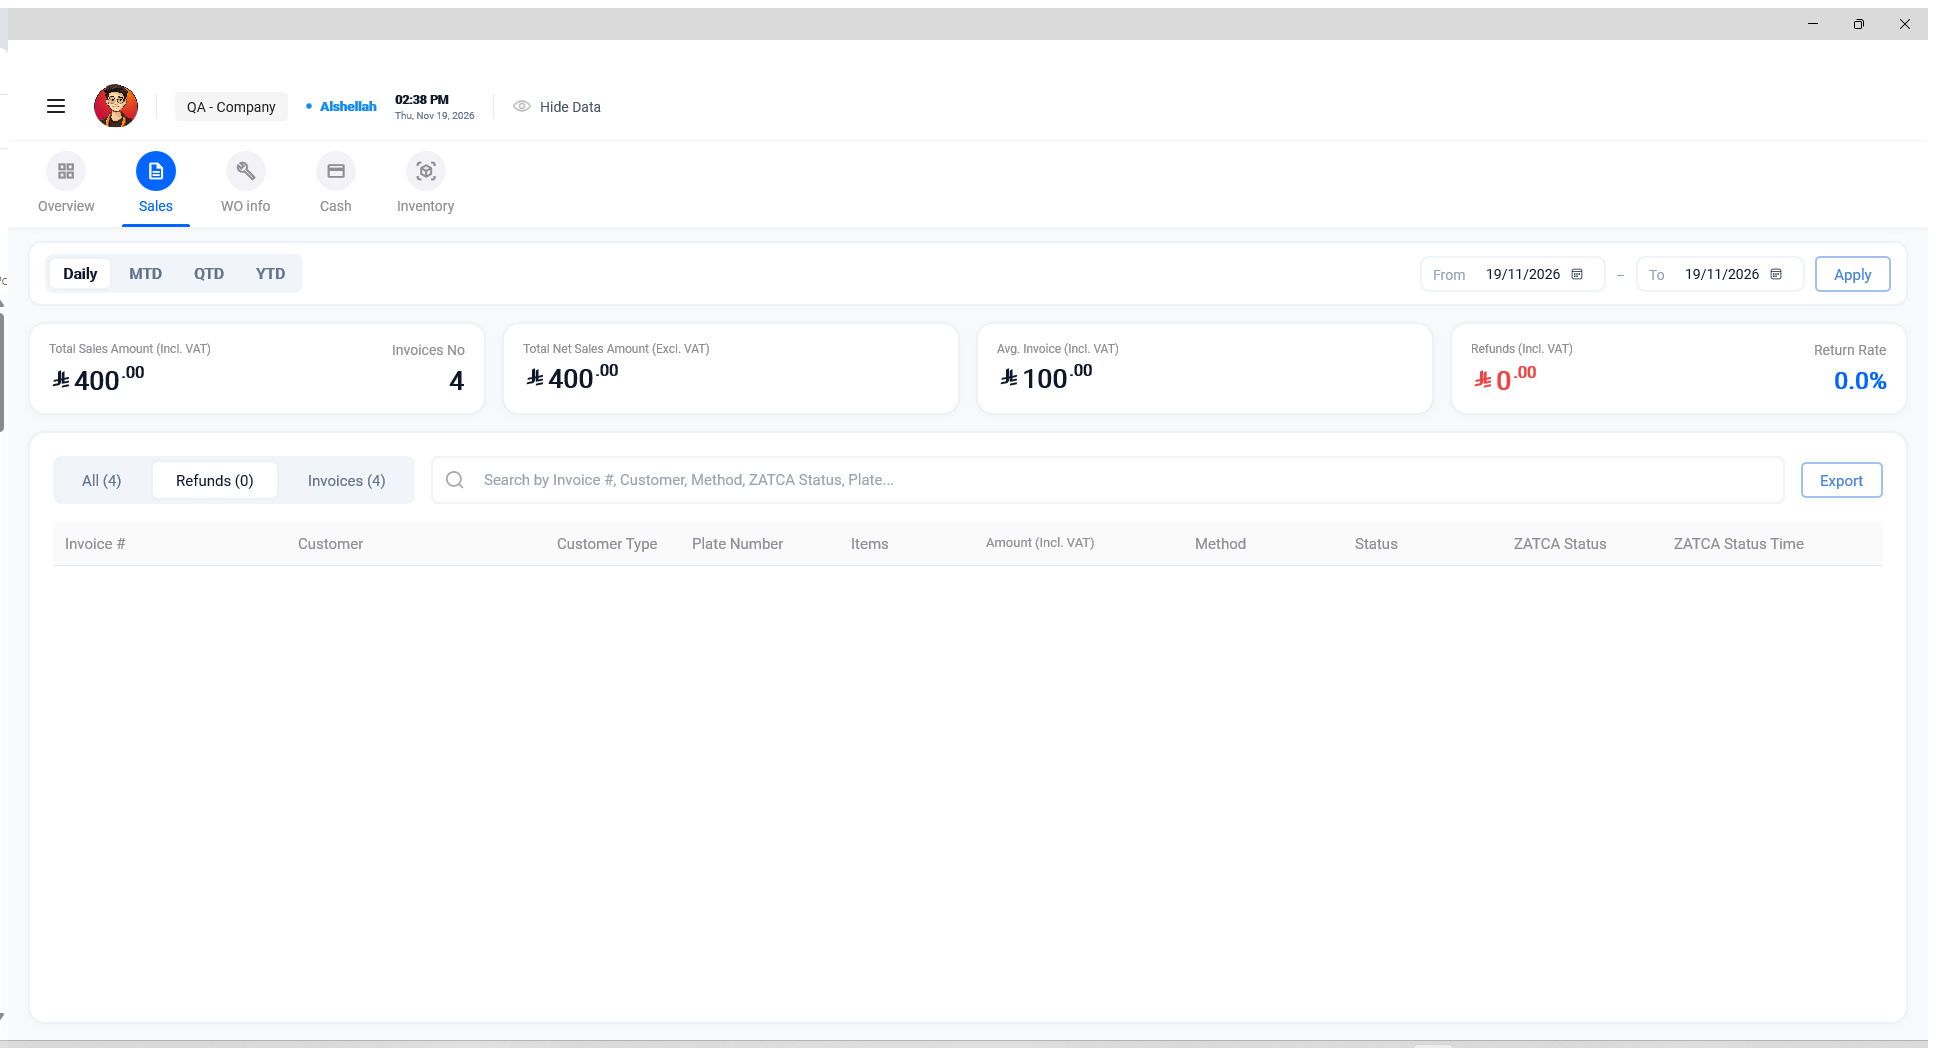 QA - Company
• Alshellah
02:38 PM
Thu, Nov 19, 2026
Hide Data
Overview
Sales
WO info
Cash
Inventory
Daily
MTD
QTD
YTD
From 19/11/2026
–
To 19/11/2026
Apply
Total Sales Amount (Incl. VAT)
400.00
Invoices No
4
Total Net Sales Amount (Excl. VAT)
400.00
Avg. Invoice (Incl. VAT)
100.00
Refunds (Incl. VAT)
0.00
Return Rate
0.0%
All (4)
Refunds (0)
Invoices (4)
Search by Invoice #, Customer, Method, ZATCA Status, Plate...
Export
Invoice #
Customer
Customer Type
Plate Number
Items
Amount (Incl. VAT)
Method
Status
ZATCA Status
ZATCA Status Time